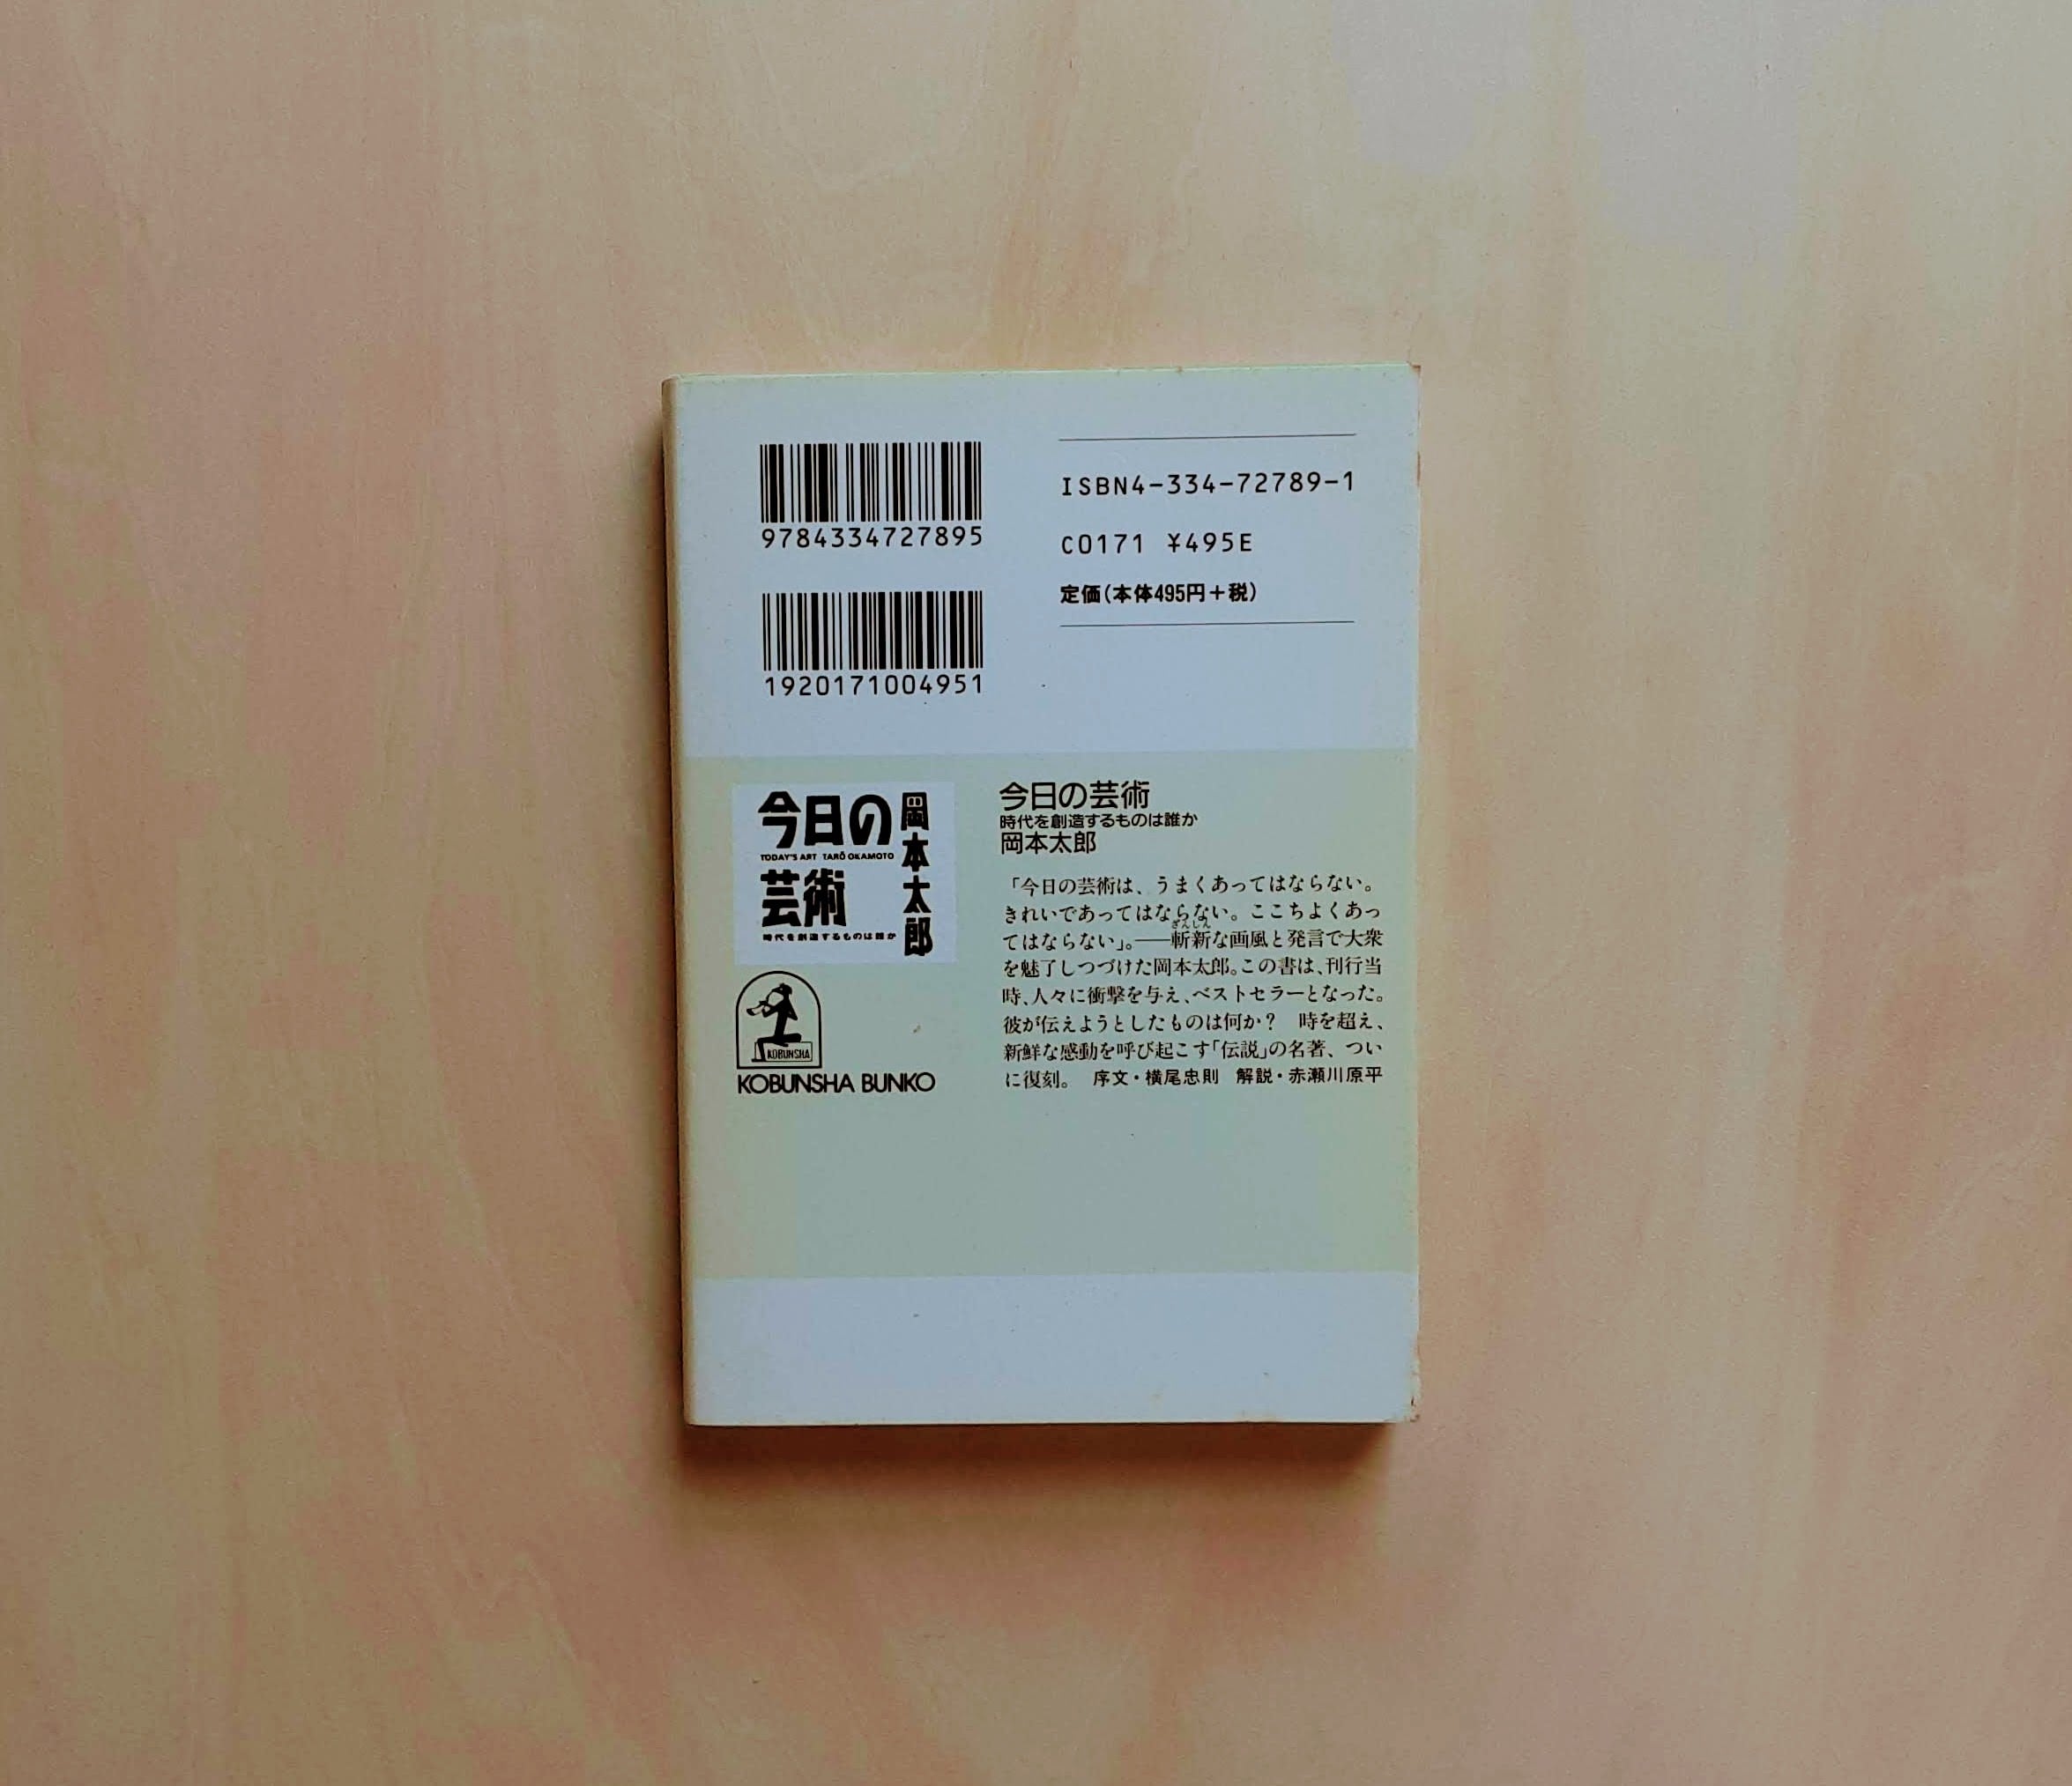 9784334727895
1920171004951
ISBN4-334-72789-1
C0171 ¥495E
定価(本体495円+税)
今日の
TODAY'S ART TARŌ OKAMOTO
芸術
時代を創造するものは誰か
岡本太郎
KOBUNSHA
KOBUNSHA BUNKO
今日の芸術
時代を創造するものは誰か
岡本太郎
「今日の芸術は、うまくあってはならない。
きれいであってはならない。ここちよくあっ
ざんしん
てはならない」。──斬新な画風と発言で大衆
を魅了しつづけた岡本太郎。この書は、刊行当
時、人々に衝撃を与え、ベストセラーとなった。
彼が伝えようとしたものは何か？　時を超え、
新鮮な感動を呼び起こす「伝説」の名著、つい
に復刻。　序文・横尾忠則　解説・赤瀬川原平